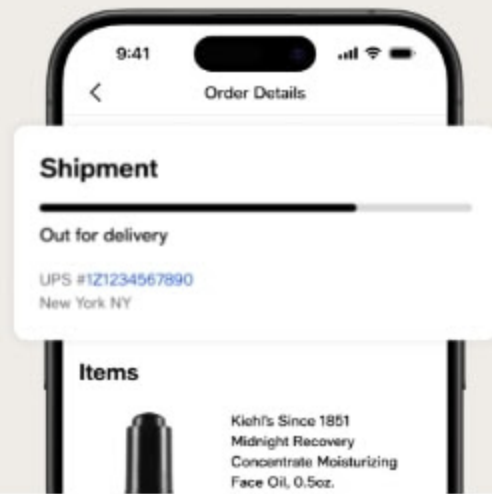 9:41
Order Details
Shipment
Out for delivery
UPS #1Z1234567890
New York NY
Items
Kiehl's Since 1851
Midnight Recovery
Concentrate Moisturizing
Face Oil, 0.5oz.